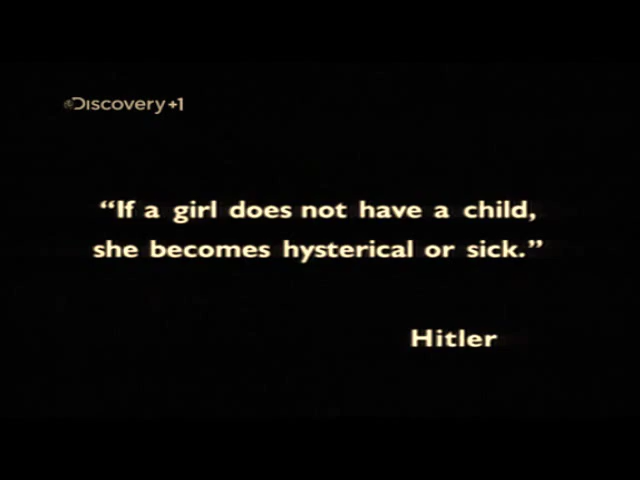 Discovery+1
“If a girl does not have a child,
she becomes hysterical or sick.”
Hitler